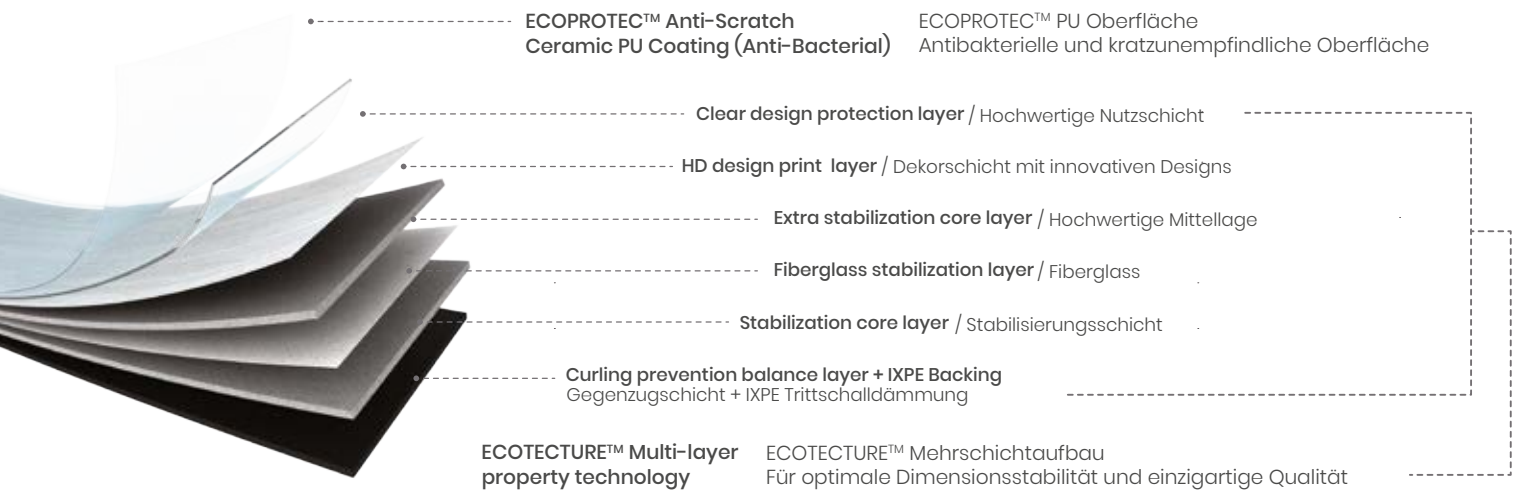 ECOPROTEC™ Anti-Scratch
Ceramic PU Coating (Anti-Bacterial)
ECOPROTEC™ PU Oberfläche
Antibakterielle und kratzunempfindliche Oberfläche
Clear design protection layer / Hochwertige Nutzschicht
HD design print layer / Dekorschicht mit innovativen Designs
Extra stabilization core layer / Hochwertige Mittellage
Fiberglass stabilization layer / Fiberglass
Stabilization core layer / Stabilisierungsschicht
Curling prevention balance layer + IXPE Backing
Gegenzugschicht + IXPE Trittschalldämmung
ECOTECTURE™ Multi-layer
property technology
ECOTECTURE™ Mehrschichtaufbau
Für optimale Dimensionsstabilität und einzigartige Qualität